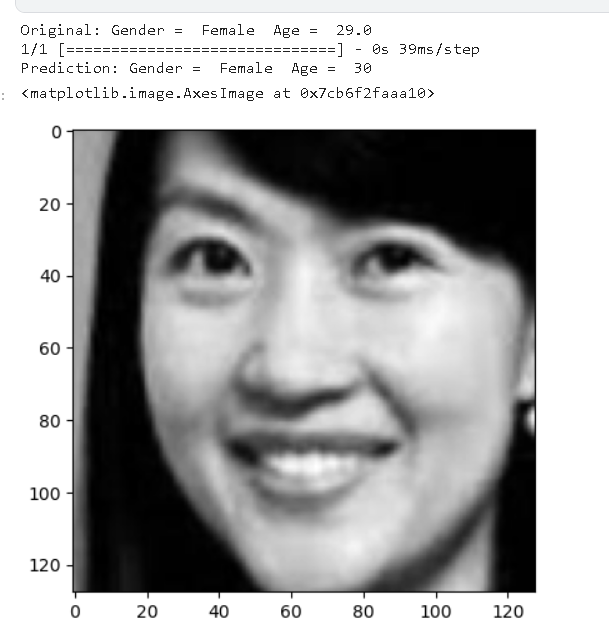 Original: Gender =  Female  Age =  29.0
1/1 [==============================] - 0s 39ms/step
Prediction: Gender =  Female  Age =  30
: <matplotlib.image.AxesImage at 0x7cb6f2faaa10>
0
20
40
60
80
100
120
0 20 40 60 80 100 120